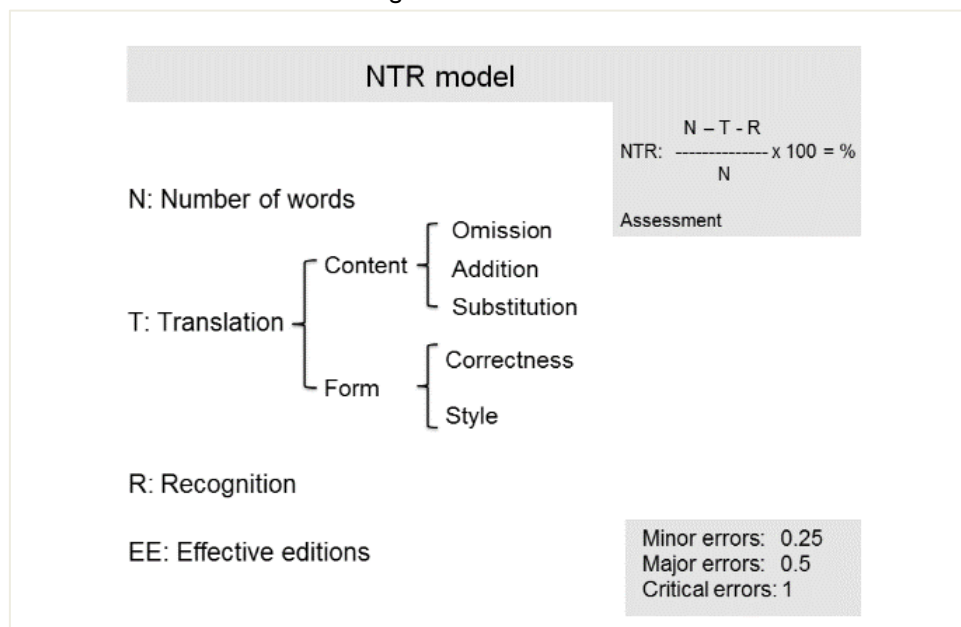 NTR model
N – T - R
NTR: -------------- x 100 = %
N
Assessment
N: Number of words
Omission
Content
Addition
Substitution
T: Translation
Correctness
Form
Style
R: Recognition
EE: Effective editions
Minor errors: 0.25
Major errors: 0.5
Critical errors: 1